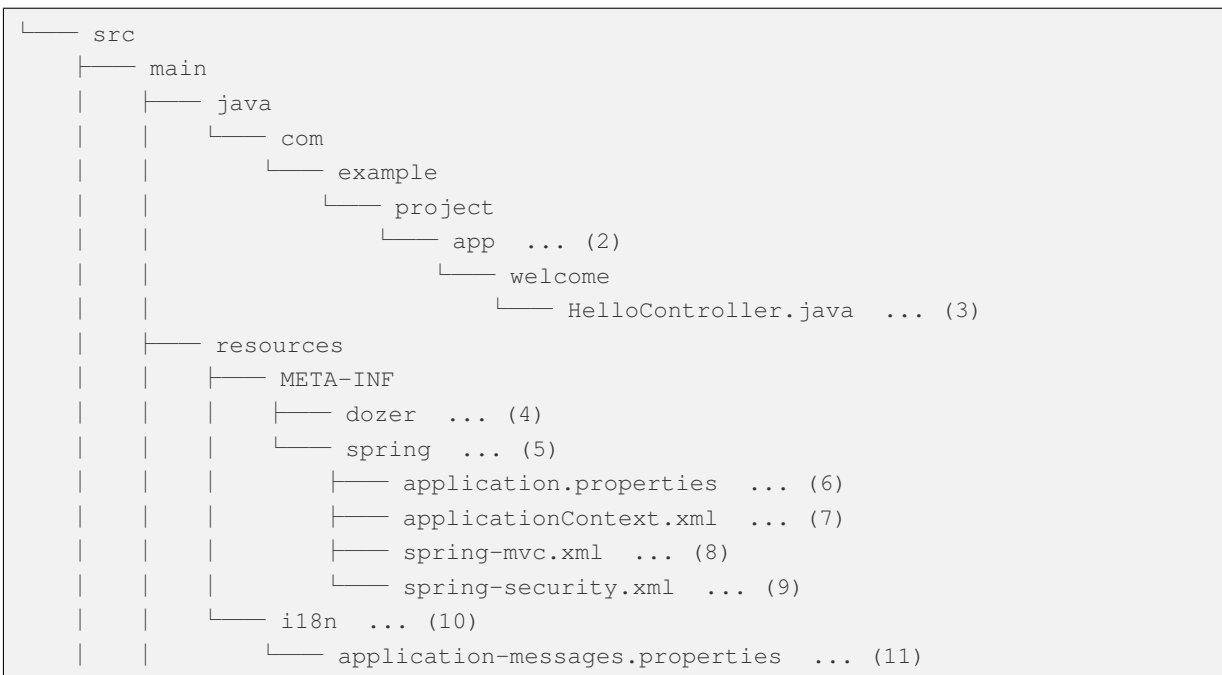 └── src
    ├── main
    │   ├── java
    │   │   └── com
    │   │       └── example
    │   │           └── project
    │   │               └── app ... (2)
    │   │                   └── welcome
    │   │                       └── HelloController.java ... (3)
    │   ├── resources
    │   │   ├── META-INF
    │   │   │   ├── dozer ... (4)
    │   │   │   └── spring ... (5)
    │   │   │       ├── application.properties ... (6)
    │   │   │       ├── applicationContext.xml ... (7)
    │   │   │       ├── spring-mvc.xml ... (8)
    │   │   │       └── spring-security.xml ... (9)
    │   │   └── i18n ... (10)
    │   │       └── application-messages.properties ... (11)